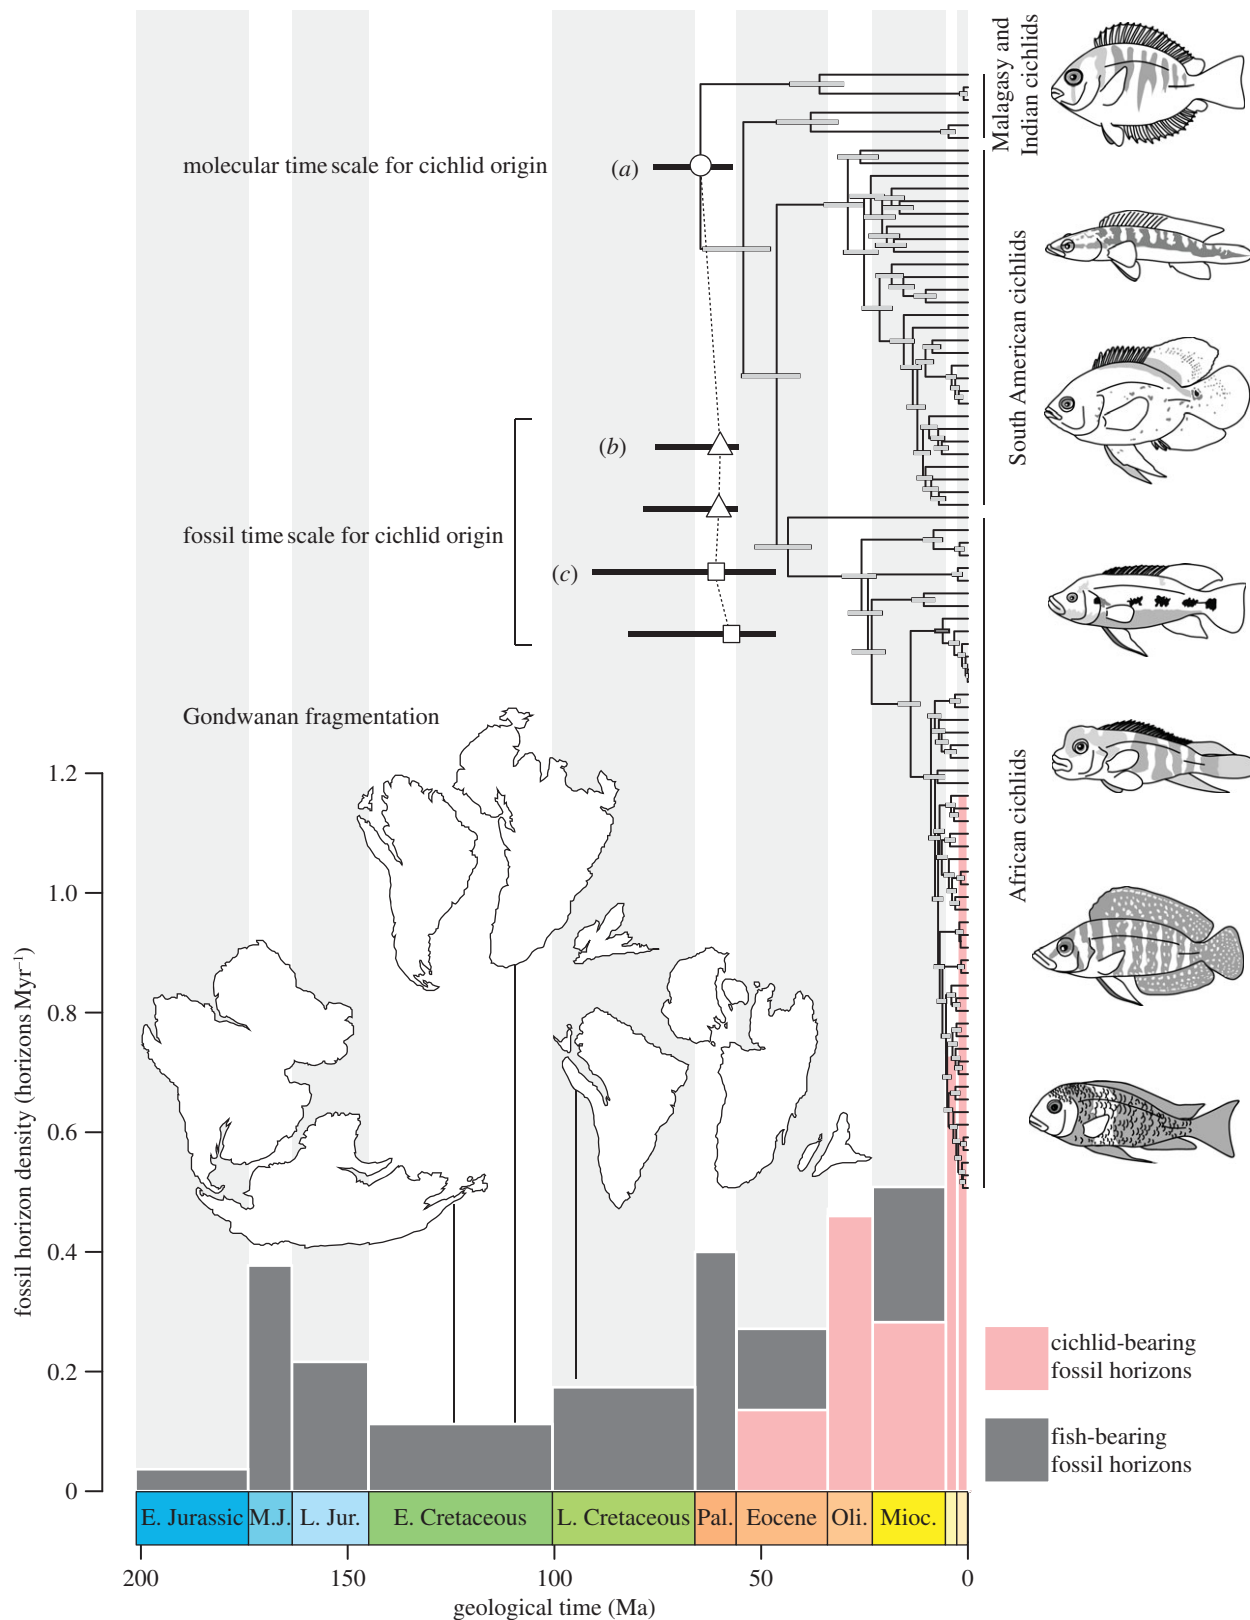 Malagasy and
Indian cichlids
molecular time scale for cichlid origin
(a)
South American cichlids
(b)
fossil time scale for cichlid origin
(c)
Gondwanan fragmentation
African cichlids
1.2
1.0
0.8
0.6
0.4
0.2
0
fossil horizon density (horizons Myr⁻¹)
cichlid-bearing
fossil horizons
fish-bearing
fossil horizons
E. Jurassic
M.J.
L. Jur.
E. Cretaceous
L. Cretaceous
Pal.
Eocene
Oli.
Mioc.
200
150
100
50
0
geological time (Ma)